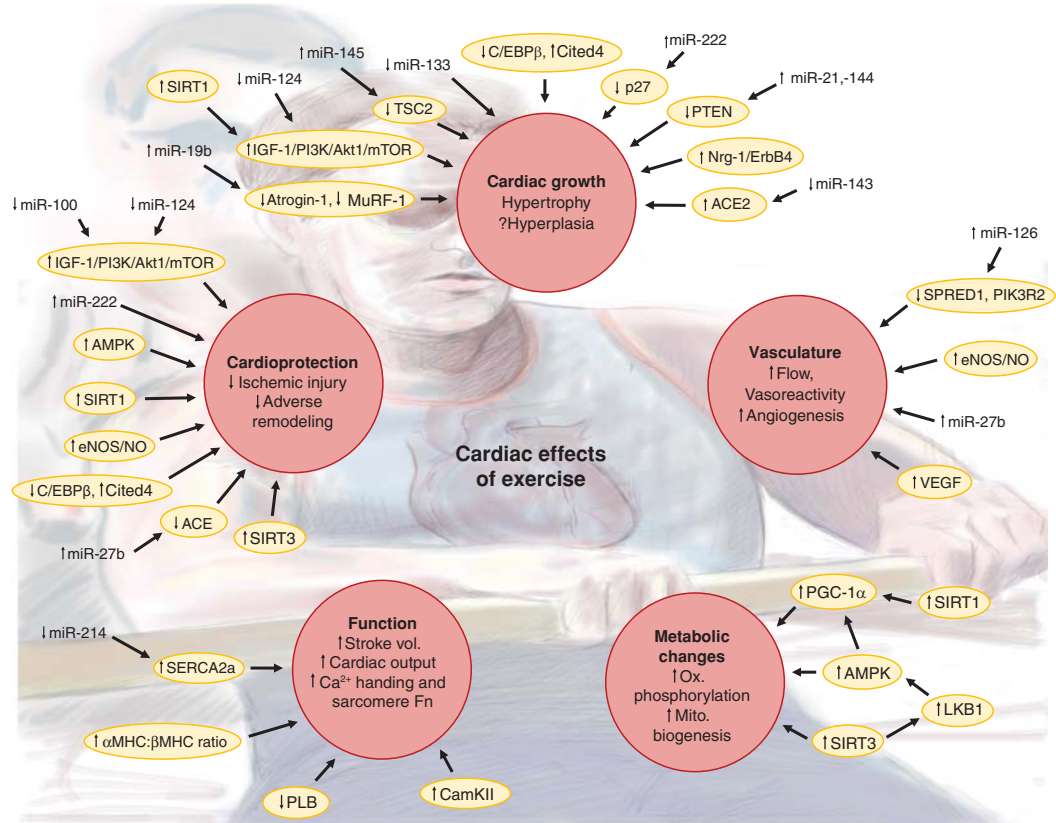 ↑miR-145
↓miR-133
↓C/EBPβ, ↑Cited4
↑miR-222
↑SIRT1
↓miR-124
↓TSC2
↓ p27
↑ miR-21,-144
↓PTEN
↑miR-19b
↑IGF-1/PI3K/Akt1/mTOR
↑ Nrg-1/ErbB4
↓Atrogin-1,↓ MuRF-1
↓miR-143
↑ ACE2
Cardiac growth
Hypertrophy
?Hyperplasia
↓miR-100
↓miR-124
↑IGF-1/PI3K/Akt1/mTOR
↑miR-222
↑AMPK
↑SIRT1
↑eNOS/NO
↓C/EBPβ, ↑Cited4
↓ACE
↑miR-27b
↑SIRT3
Cardioprotection
↓ Ischemic injury
↓Adverse
remodeling
↑miR-126
↓SPRED1, PIK3R2
↑eNOS/NO
↑miR-27b
↑VEGF
Vasculature
↑Flow,
Vasoreactivity
↑Angiogenesis
Cardiac effects
of exercise
↓miR-214
↑SERCA2a
↑ αMHC:βMHC ratio
↓PLB
↑CamKII
Function
↑Stroke vol.
↑ Cardiac output
↑ Ca²⁺ handing and
sarcomere Fn
↑PGC-1α
↑SIRT1
↑AMPK
↑LKB1
↑SIRT3
Metabolic
changes
↑Ox.
phosphorylation
↑Mito.
biogenesis